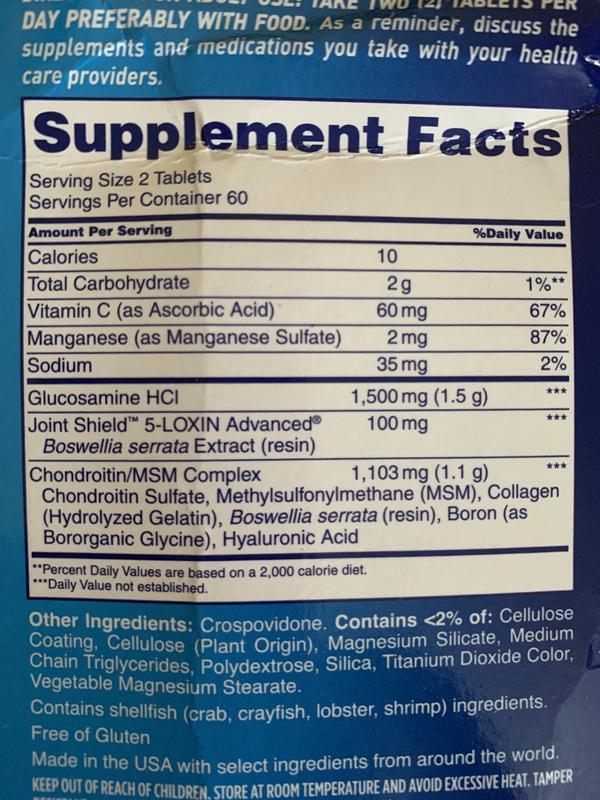 TAKE TWO (2) TABLETS PER
DAY PREFERABLY WITH FOOD. As a reminder, discuss the
supplements and medications you take with your health
care providers.
Supplement Facts
Serving Size 2 Tablets
Servings Per Container 60
Amount Per Serving %Daily Value
Calories 10
Total Carbohydrate 2 g 1%**
Vitamin C (as Ascorbic Acid) 60 mg 67%
Manganese (as Manganese Sulfate) 2 mg 87%
Sodium 35 mg 2%
Glucosamine HCl 1,500 mg (1.5 g) ***
Joint Shield™ 5-LOXIN Advanced® 100 mg ***
Boswellia serrata Extract (resin)
Chondroitin/MSM Complex 1,103 mg (1.1 g) ***
Chondroitin Sulfate, Methylsulfonylmethane (MSM), Collagen
(Hydrolyzed Gelatin), Boswellia serrata (resin), Boron (as
Bororganic Glycine), Hyaluronic Acid
**Percent Daily Values are based on a 2,000 calorie diet.
***Daily Value not established.
Other Ingredients: Crospovidone. Contains <2% of: Cellulose
Coating, Cellulose (Plant Origin), Magnesium Silicate, Medium
Chain Triglycerides, Polydextrose, Silica, Titanium Dioxide Color,
Vegetable Magnesium Stearate.
Contains shellfish (crab, crayfish, lobster, shrimp) ingredients.
Free of Gluten
Made in the USA with select ingredients from around the world.
KEEP OUT OF REACH OF CHILDREN. STORE AT ROOM TEMPERATURE AND AVOID EXCESSIVE HEAT. TAMPER